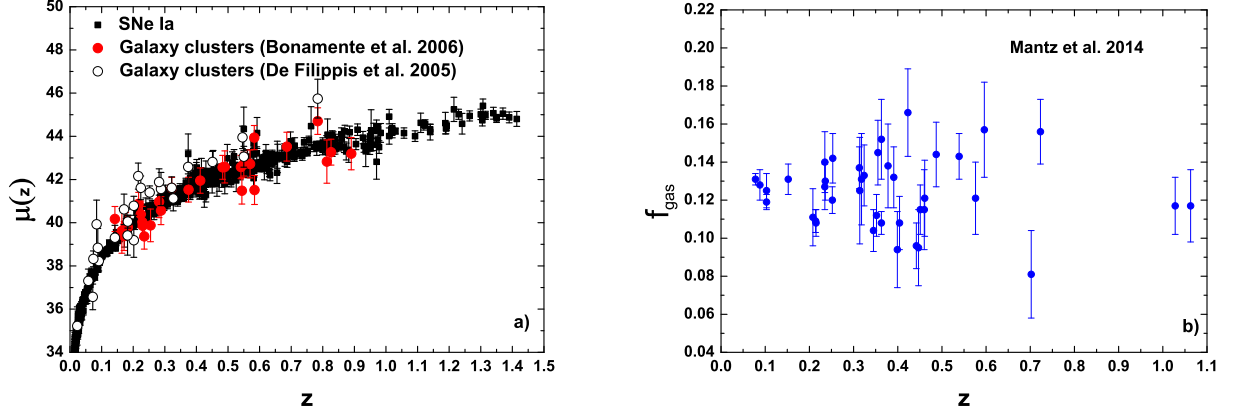 50
48
46
44
42
40
38
36
34
μ(z)
SNe Ia
Galaxy clusters (Bonamente et al. 2006)
Galaxy clusters (De Filippis et al. 2005)
a)
0.0 0.1 0.2 0.3 0.4 0.5 0.6 0.7 0.8 0.9 1.0 1.1 1.2 1.3 1.4 1.5
z
0.22
0.20
0.18
0.16
0.14
0.12
0.10
0.08
0.06
0.04
fgas
Mantz et al. 2014
b)
0.0 0.1 0.2 0.3 0.4 0.5 0.6 0.7 0.8 0.9 1.0 1.1
z